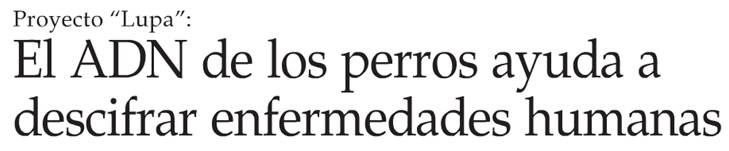 Proyecto “Lupa”:
El ADN de los perros ayuda a
descifrar enfermedades humanas